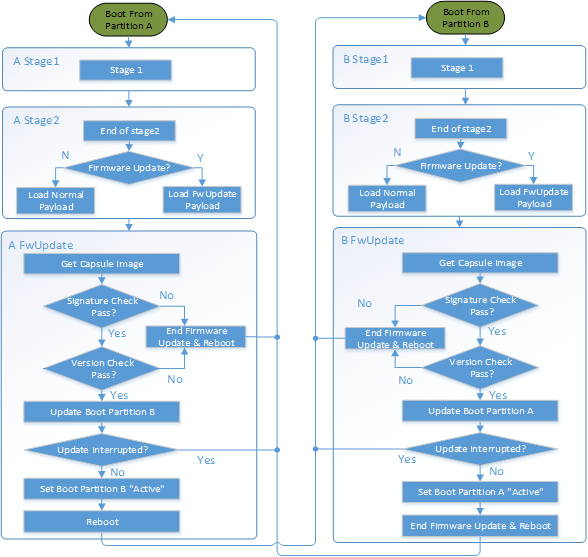 Boot From
Partition A
A Stage1
Stage 1
A Stage2
End of stage2
Firmware Update?
N
Y
Load Normal
Payload
Load FwUpdate
Payload
A FwUpdate
Get Capsule Image
Signature Check
Pass?
No
Yes
End Firmware
Update & Reboot
Version Check
Pass?
No
Yes
Update Boot Partition B
Update Interrupted?
Yes
No
Set Boot Partition B "Active"
Reboot
Boot From
Partition B
B Stage1
Stage 1
B Stage2
End of stage2
Firmware Update?
N
Y
Load Normal
Payload
Load FwUpdate
Payload
B FwUpdate
Get Capsule Image
Signature Check
Pass?
No
Yes
End Firmware
Update & Reboot
Version Check
Pass?
No
Yes
Update Boot Partition A
Update Interrupted?
Yes
No
Set Boot Partition A "Active"
End Firmware Update & Reboot